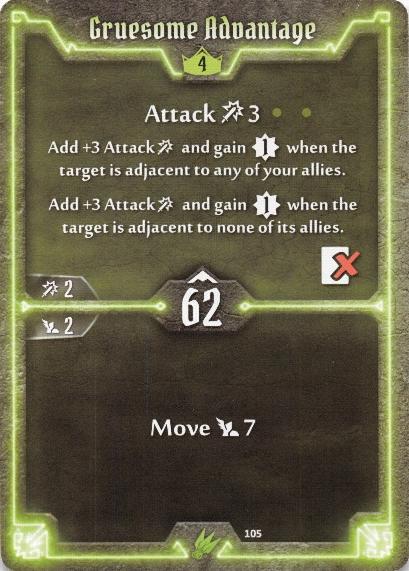 Gruesome Advantage
4
Attack 3
Add +3 Attack and gain 1 when the
target is adjacent to any of your allies.
Add +3 Attack and gain 1 when the
target is adjacent to none of its allies.
2
62
2
Move 7
105